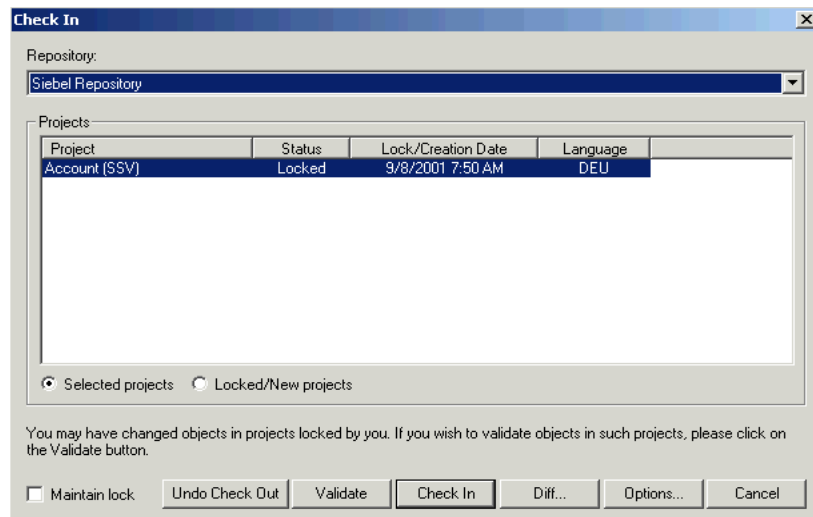 Check In
Repository:
Siebel Repository
Projects
Project Status Lock/Creation Date Language
Account (SSV) Locked 9/8/2001 7:50 AM DEU
Selected projects Locked/New projects
You may have changed objects in projects locked by you. If you wish to validate objects in such projects, please click on
the Validate button.
Maintain lock Undo Check Out Validate Check In Diff... Options... Cancel